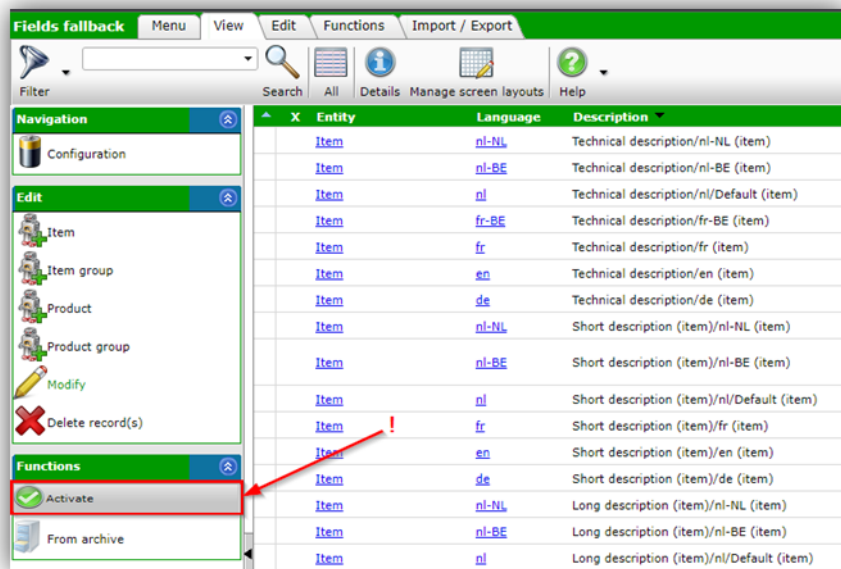 Fields fallback Menu View Edit Functions Import / Export
Filter Search All Details Manage screen layouts Help
Navigation
Configuration
Edit
Item
Item group
Product
Product group
Modify
Delete record(s)
Functions
Activate
From archive
!
X Entity Language Description
Item nl-NL Technical description/nl-NL (item)
Item nl-BE Technical description/nl-BE (item)
Item nl Technical description/nl/Default (item)
Item fr-BE Technical description/fr-BE (item)
Item fr Technical description/fr (item)
Item en Technical description/en (item)
Item de Technical description/de (item)
Item nl-NL Short description (item)/nl-NL (item)
Item nl-BE Short description (item)/nl-BE (item)
Item nl Short description (item)/nl/Default (item)
Item fr Short description (item)/fr (item)
Item en Short description (item)/en (item)
Item de Short description (item)/de (item)
Item nl-NL Long description (item)/nl-NL (item)
Item nl-BE Long description (item)/nl-BE (item)
Item nl Long description (item)/nl/Default (item)